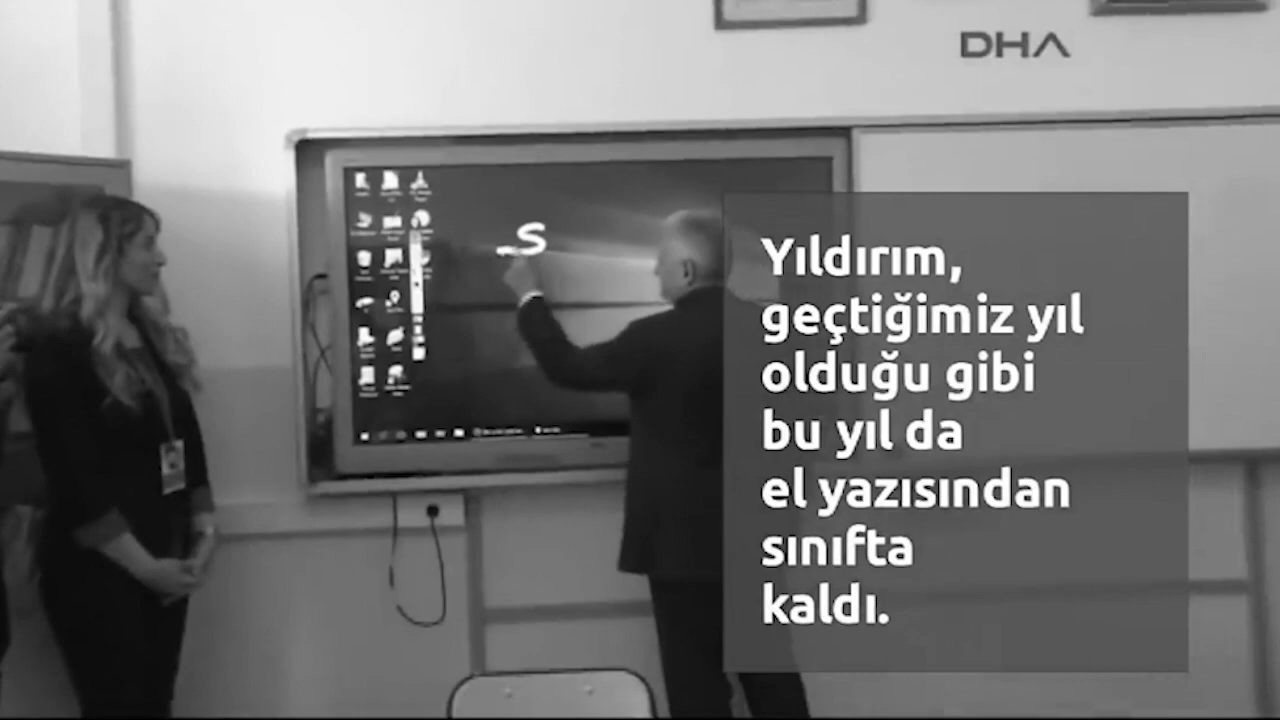 DHA
S
Yıldırım,
geçtiğimiz yıl
olduğu gibi
bu yıl da
el yazısından
sınıfta
kaldı.